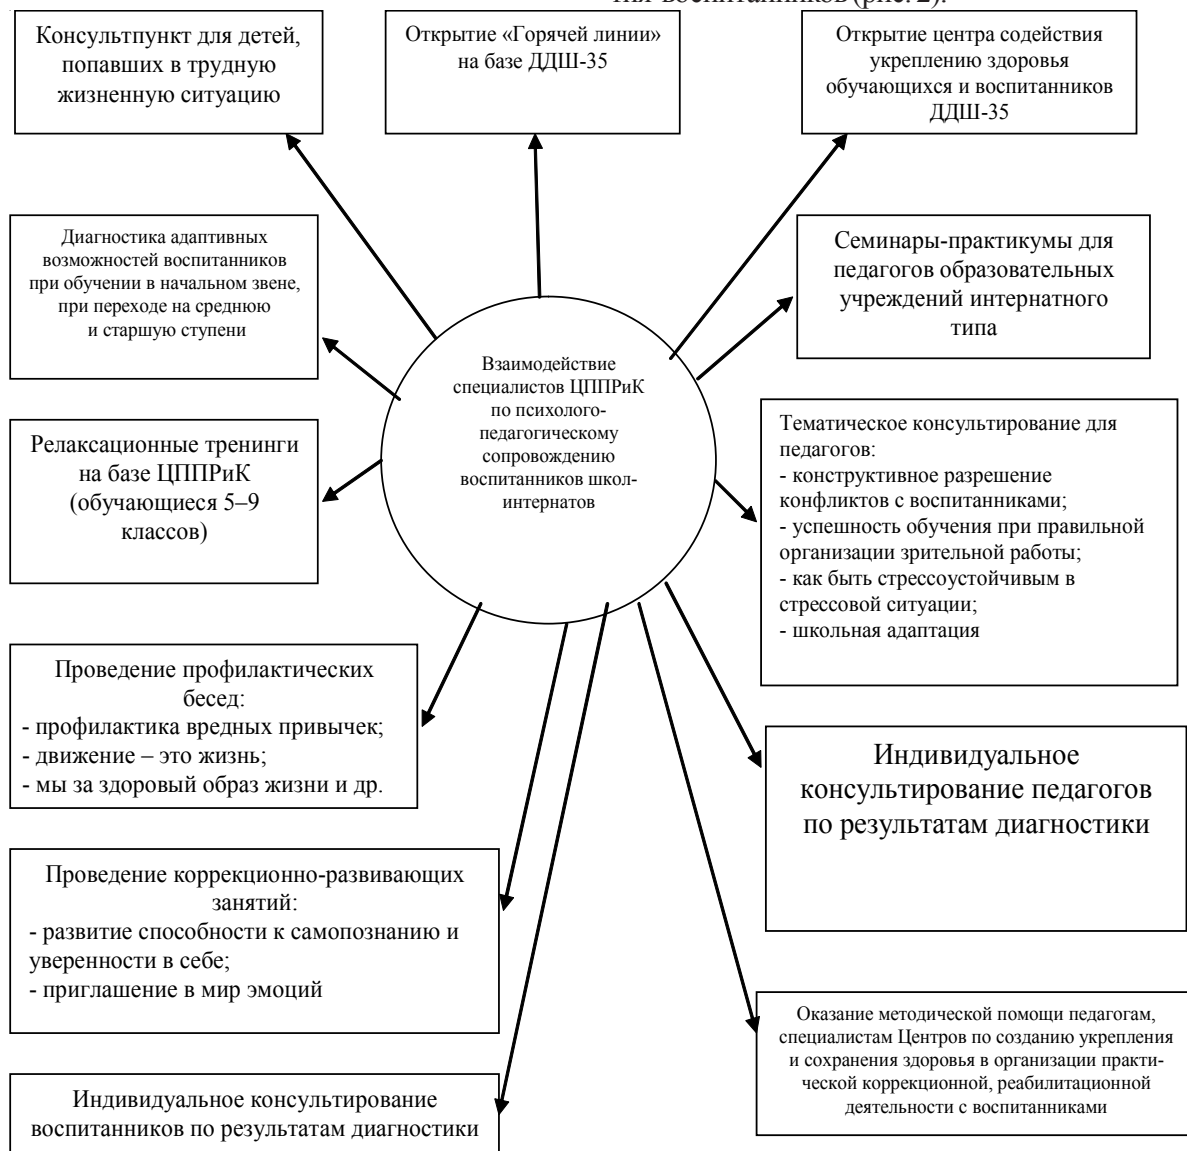 воспитанников (рис. 2).
Консультпункт для детей,
попавших в трудную
жизненную ситуацию
Открытие «Горячей линии»
на базе ДДШ-35
Открытие центра содействия
укреплению здоровья
обучающихся и воспитанников
ДДШ-35
Диагностика адаптивных
возможностей воспитанников
при обучении в начальном звене,
при переходе на среднюю
и старшую ступени
Семинары-практикумы для
педагогов образовательных
учреждений интернатного
типа
Взаимодействие
специалистов ЦППРиК
по психолого-
педагогическому
сопровождению
воспитанников школ-
интернатов
Релаксационные тренинги
на базе ЦППРиК
(обучающиеся 5–9
классов)
Тематическое консультирование для
педагогов:
- конструктивное разрешение
конфликтов с воспитанниками;
- успешность обучения при правильной
организации зрительной работы;
- как быть стрессоустойчивым в
стрессовой ситуации;
- школьная адаптация
Проведение профилактических
бесед:
- профилактика вредных привычек;
- движение – это жизнь;
- мы за здоровый образ жизни и др.
Индивидуальное
консультирование педагогов
по результатам диагностики
Проведение коррекционно-развивающих
занятий:
- развитие способности к самопознанию и
уверенности в себе;
- приглашение в мир эмоций
Оказание методической помощи педагогам,
специалистам Центров по созданию укрепления
и сохранения здоровья в организации практи-
ческой коррекционной, реабилитационной
деятельности с воспитанниками
Индивидуальное консультирование
воспитанников по результатам диагностики